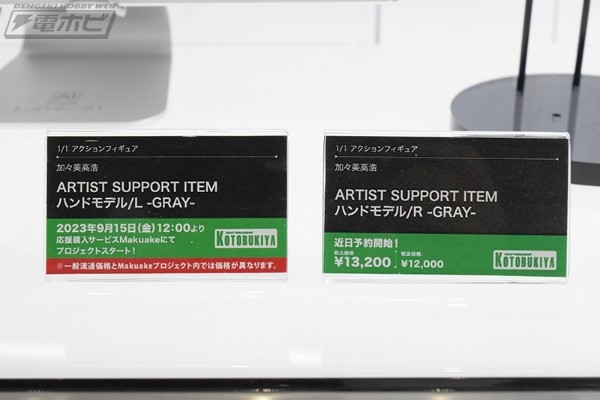 DENGEKI HOBBY WEB
電ホビ
1/1 アクションフィギュア
加々美高浩
ARTIST SUPPORT ITEM
ハンドモデル/L -GRAY-
2023年9月15日(金)12:00より
応援購入サービスMakuakeにて
プロジェクトスタート!
KOTOBUKIYA
※一般流通価格とMakuakeプロジェクト内では価格が異なります。
1/1 アクションフィギュア
加々美高浩
ARTIST SUPPORT ITEM
ハンドモデル/R -GRAY-
近日予約開始!
税込価格 税抜価格:
¥13,200 ¥12,000
KOTOBUKIYA